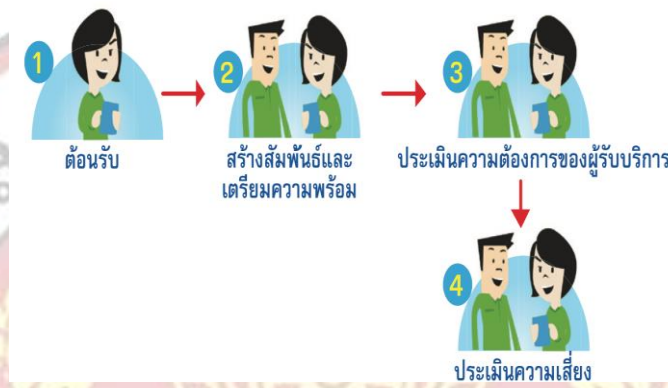 1
ต้อนรับ
2
สร้างสัมพันธ์และ
เตรียมความพร้อม
3
ประเมินความต้องการของผู้รับบริการ
4
ประเมินความเสี่ยง